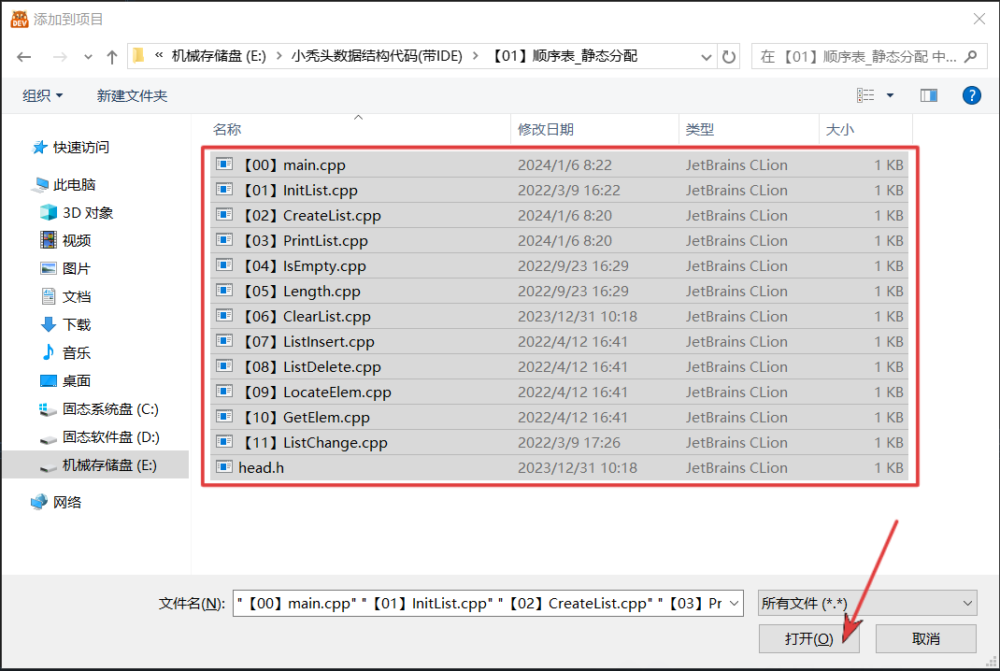 DEV 添加到项目
« 机械存储盘 (E:) > 小秃头数据结构代码(带IDE) > 【01】顺序表_静态分配
在 【01】顺序表_静态分配 中...
组织 新建文件夹
?
名称 修改日期 类型 大小
快速访问
此电脑
3D 对象
视频
图片
文档
下载
音乐
桌面
固态系统盘 (C:)
固态软件盘 (D:)
机械存储盘 (E:)
网络
【00】main.cpp 2024/1/6 8:22 JetBrains CLion 1 KB
【01】InitList.cpp 2022/3/9 16:22 JetBrains CLion 1 KB
【02】CreateList.cpp 2024/1/6 8:20 JetBrains CLion 1 KB
【03】PrintList.cpp 2024/1/6 8:20 JetBrains CLion 1 KB
【04】IsEmpty.cpp 2022/9/23 16:29 JetBrains CLion 1 KB
【05】Length.cpp 2022/9/23 16:29 JetBrains CLion 1 KB
【06】ClearList.cpp 2023/12/31 10:18 JetBrains CLion 1 KB
【07】ListInsert.cpp 2022/4/12 16:41 JetBrains CLion 1 KB
【08】ListDelete.cpp 2022/4/12 16:41 JetBrains CLion 1 KB
【09】LocateElem.cpp 2022/4/12 16:41 JetBrains CLion 1 KB
【10】GetElem.cpp 2022/4/12 16:41 JetBrains CLion 1 KB
【11】ListChange.cpp 2022/3/9 17:26 JetBrains CLion 1 KB
head.h 2023/12/31 10:18 JetBrains CLion 1 KB
文件名(N): "【00】main.cpp" "【01】InitList.cpp" "【02】CreateList.cpp" "【03】Pr 所有文件 (*.*)
打开(O) 取消